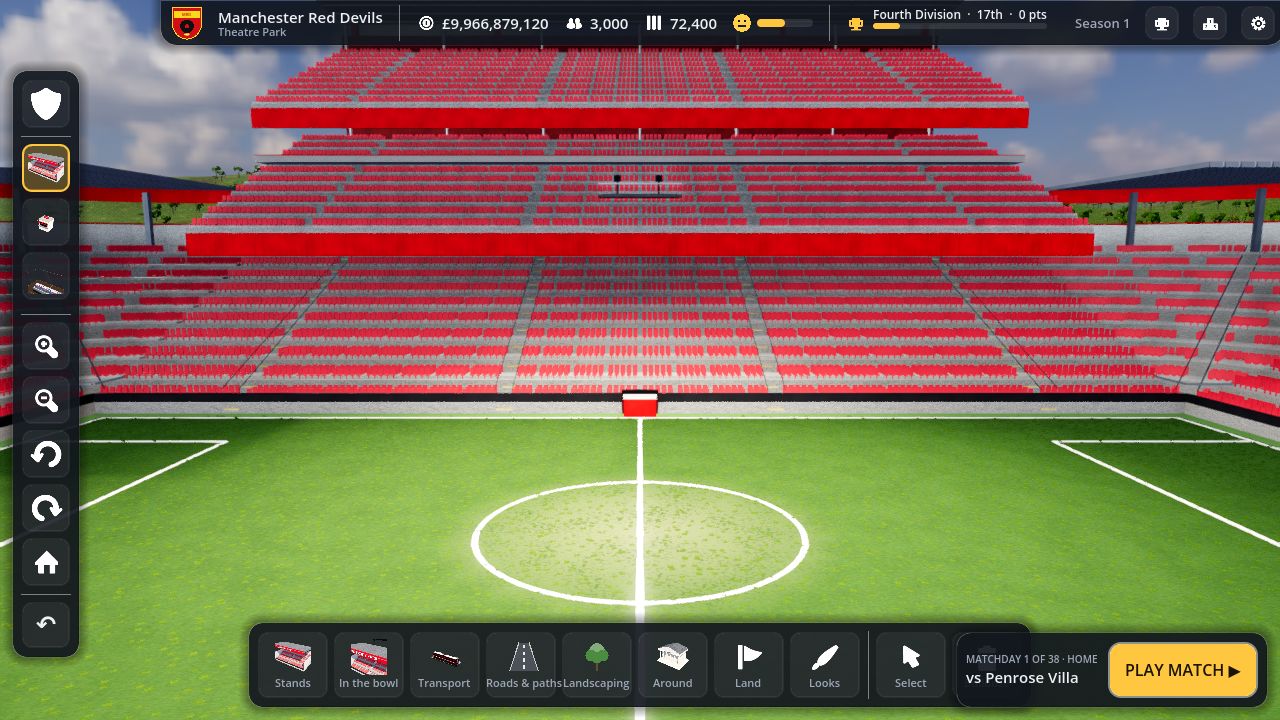 Manchester Red Devils
Theatre Park
£9,966,879,120
3,000
72,400
Fourth Division · 17th · 0 pts
Season 1
Stands
In the bowl
Transport
Roads & paths
Landscaping
Around
Land
Looks
Select
MATCHDAY 1 OF 38 · HOME
vs Penrose Villa
PLAY MATCH ▶